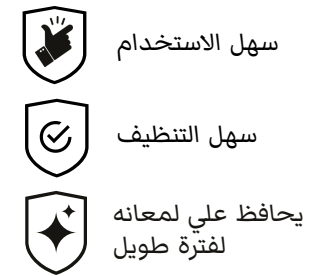 سهل الاستخدام
سهل التنظيف
يحافظ علي لمعانه
لفترة طويل